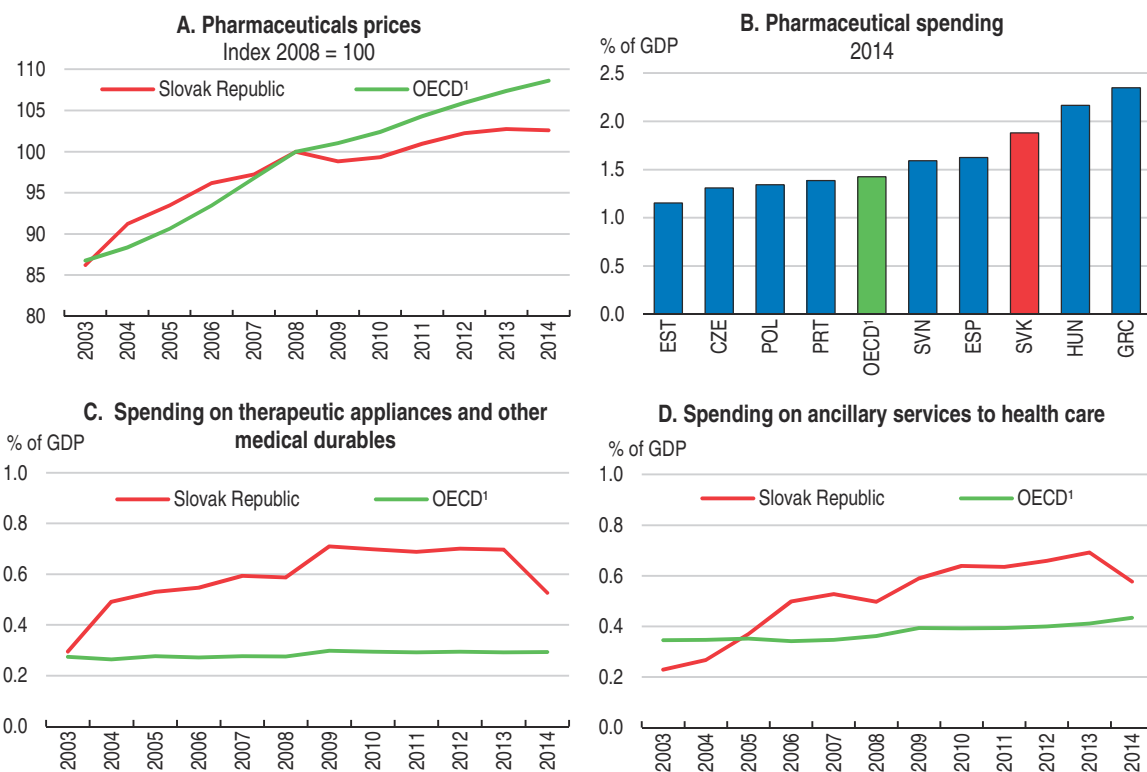 A. Pharmaceuticals prices
Index 2008 = 100
110
105
100
95
90
85
80
Slovak Republic
OECD¹
2003
2004
2005
2006
2007
2008
2009
2010
2011
2012
2013
2014
B. Pharmaceutical spending
% of GDP
2014
2.5
2.0
1.5
1.0
0.5
0.0
EST
CZE
POL
PRT
OECD¹
SVN
ESP
SVK
HUN
GRC
C. Spending on therapeutic appliances and other
medical durables
% of GDP
1.0
0.8
0.6
0.4
0.2
0.0
Slovak Republic
OECD¹
2003
2004
2005
2006
2007
2008
2009
2010
2011
2012
2013
2014
D. Spending on ancillary services to health care
% of GDP
1.0
0.8
0.6
0.4
0.2
0.0
Slovak Republic
OECD¹
2003
2004
2005
2006
2007
2008
2009
2010
2011
2012
2013
2014